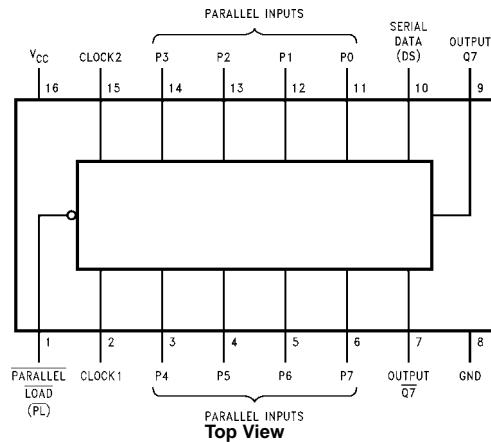 PARALLEL INPUTS
SERIAL
DATA
(DS)
OUTPUT
Q7
VCC CLOCK2 P3 P2 P1 P0
16 15 14 13 12 11 10 9
1 2 3 4 5 6 7 8
PARALLEL
LOAD
(PL)
CLOCK1 P4 P5 P6 P7 OUTPUT
Q7
GND
PARALLEL INPUTS
Top View